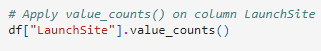 # Apply value_counts() on column LaunchSite
df["LaunchSite"].value_counts()